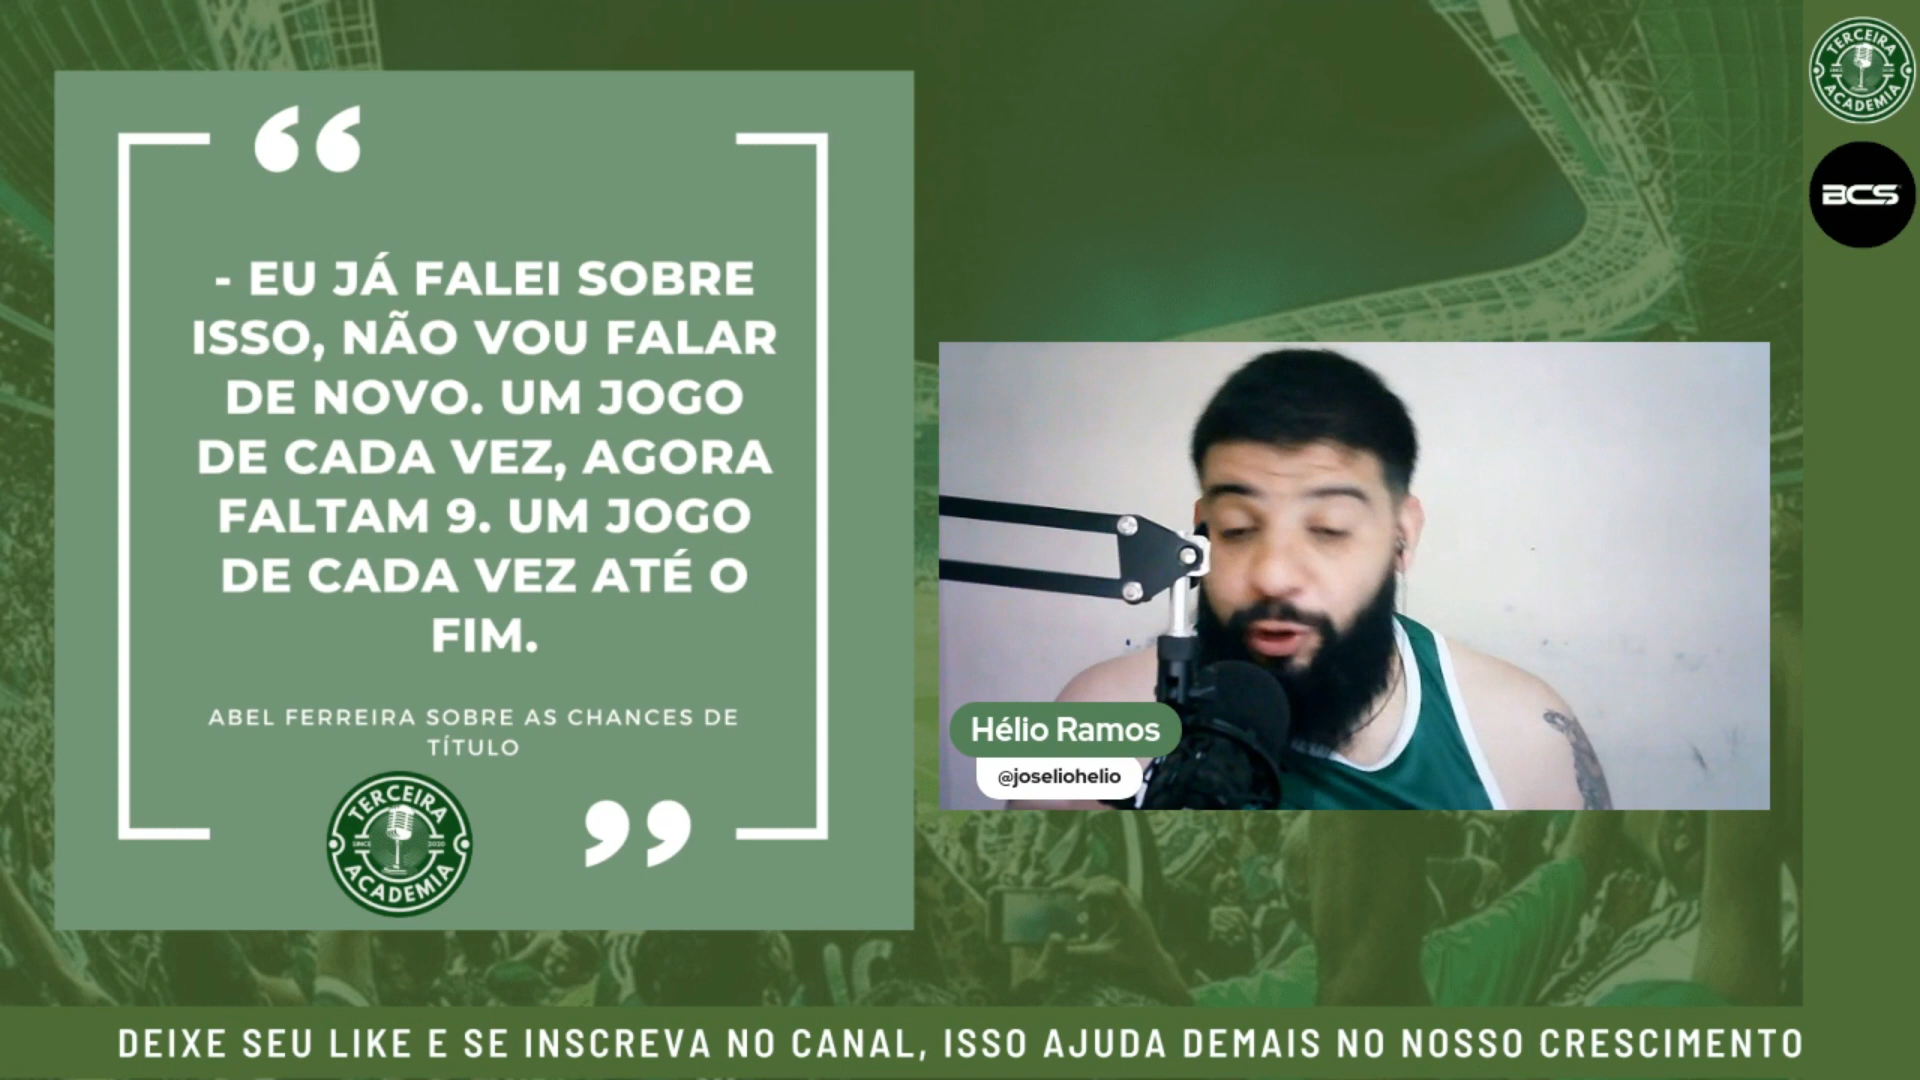 - EU JÁ FALEI SOBRE
ISSO, NÃO VOU FALAR
DE NOVO. UM JOGO
DE CADA VEZ, AGORA
FALTAM 9. UM JOGO
DE CADA VEZ ATÉ O
FIM.
ABEL FERREIRA SOBRE AS CHANCES DE
TÍTULO
TERCEIRA
SINCE 2020
ACADEMIA
TERCEIRA
ACADEMIA
BCS
Hélio Ramos
@joseliohelio
DEIXE SEU LIKE E SE INSCREVA NO CANAL, ISSO AJUDA DEMAIS NO NOSSO CRESCIMENTO